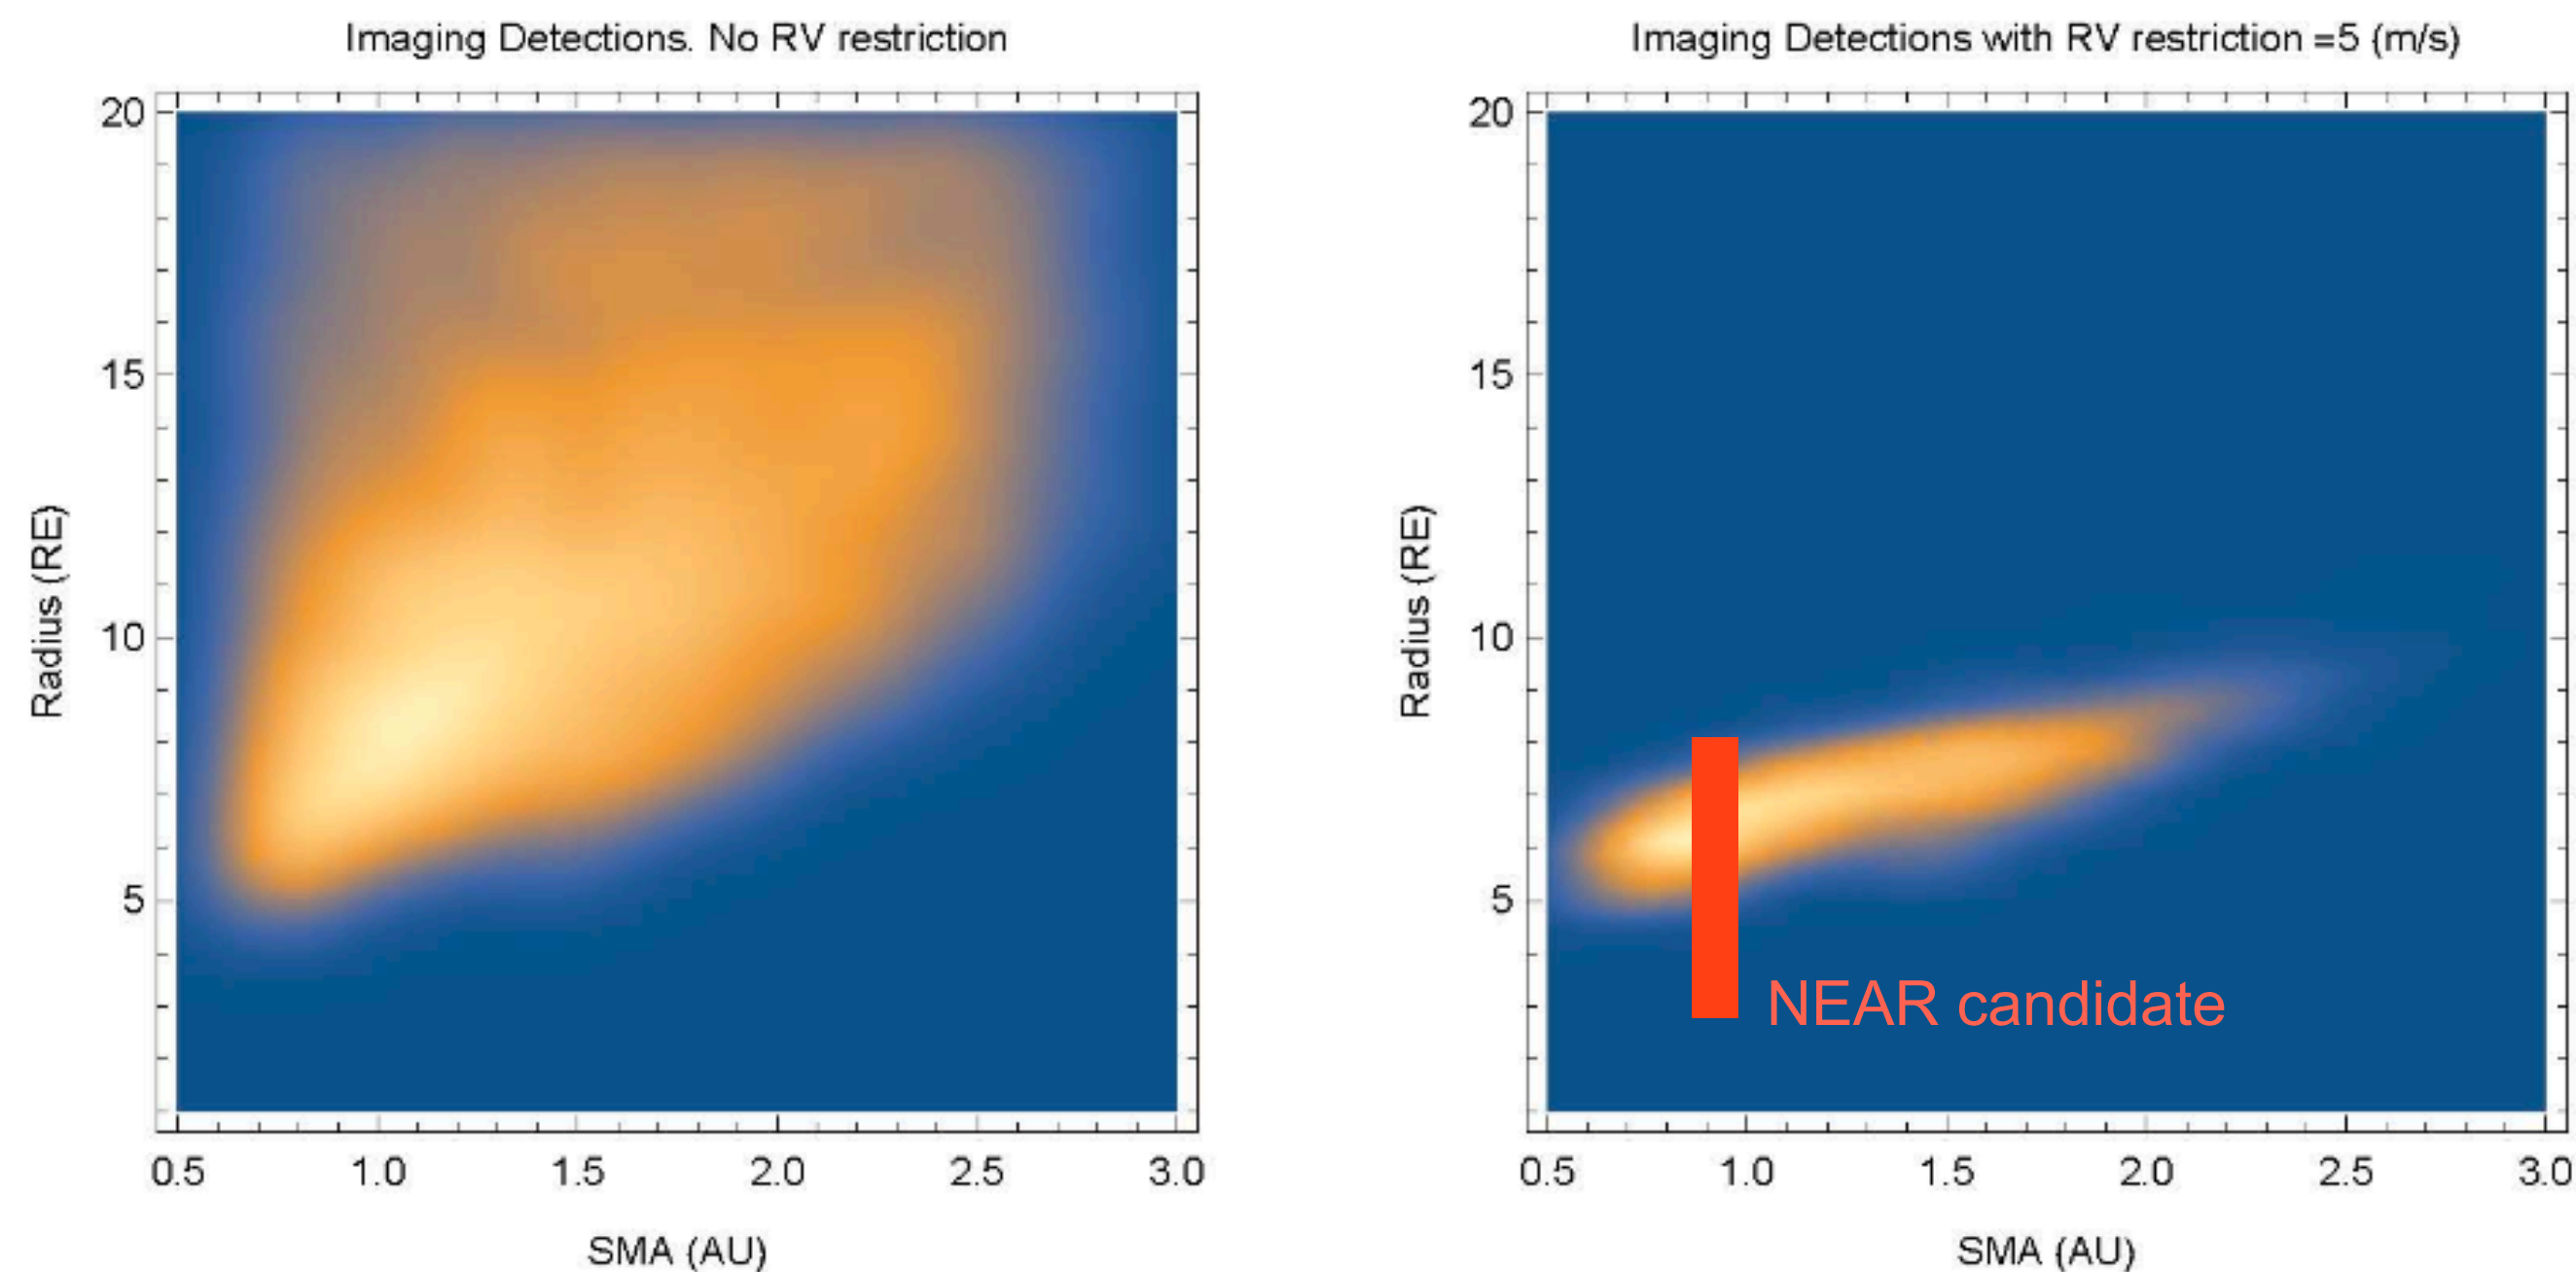 Imaging Detections. No RV restriction
20
15
10
5
Radius (RE)
0.5 1.0 1.5 2.0 2.5 3.0
SMA (AU)
Imaging Detections with RV restriction =5 (m/s)
20
15
10
5
Radius (RE)
NEAR candidate
0.5 1.0 1.5 2.0 2.5 3.0
SMA (AU)